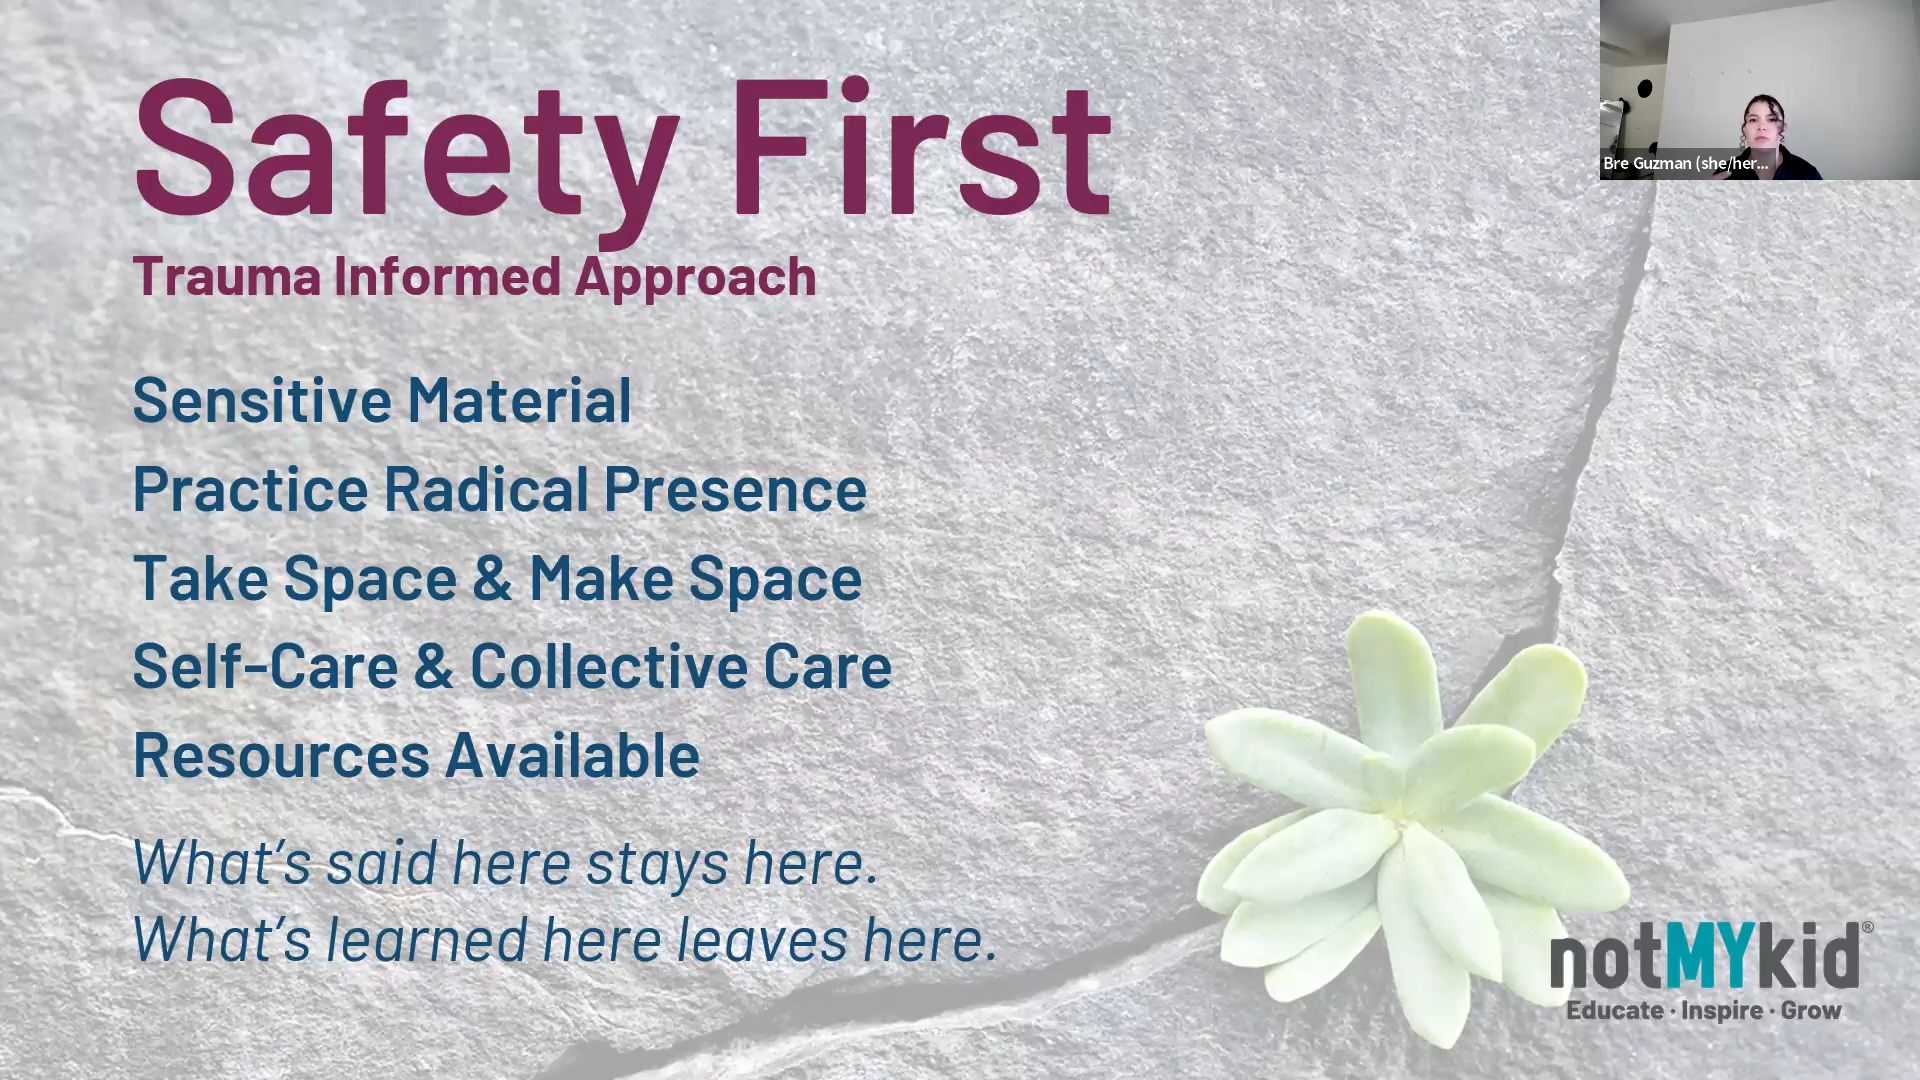 Safety First
Trauma Informed Approach
Sensitive Material
Practice Radical Presence
Take Space & Make Space
Self-Care & Collective Care
Resources Available
What’s said here stays here.
What’s learned here leaves here.
Bre Guzman (she/her...
notMYkid®
Educate · Inspire · Grow